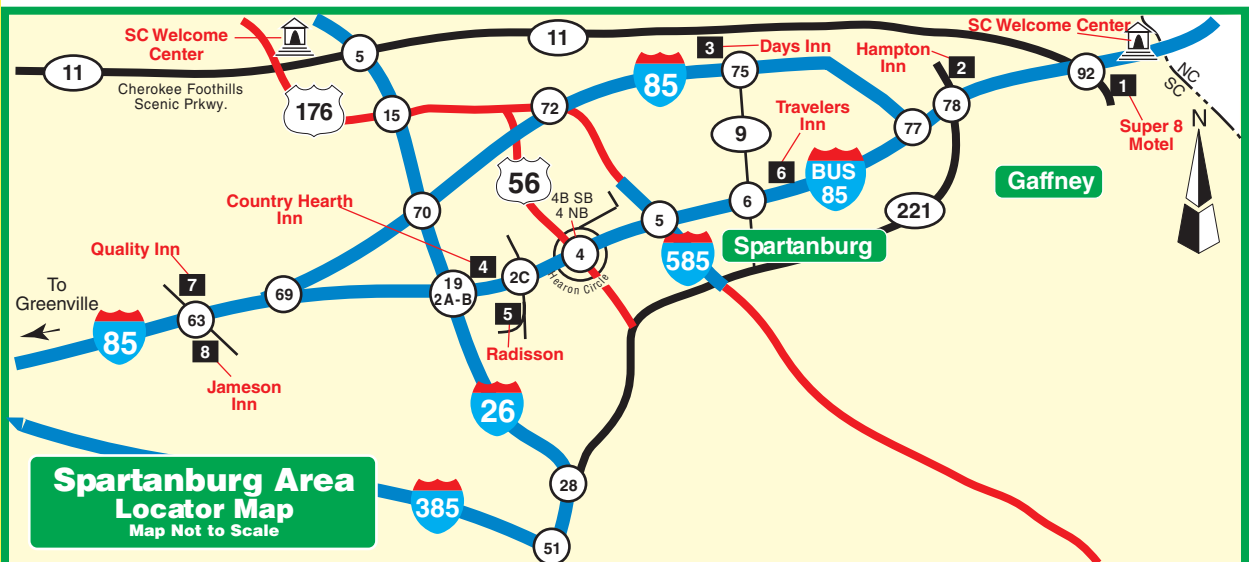 SC Welcome
Center
SC Welcome Center
11
Cherokee Foothills
Scenic Prkwy.
5
11
3
Days Inn
Hampton
Inn
2
92
1
Super 8
Motel
NC
SC
N
176
15
72
85
75
78
77
Travelers
Inn
9
6
BUS
85
Gaffney
56
4B SB
4 NB
Country Hearth
Inn
70
5
6
221
Spartanburg
585
4
Hearon Circle
Quality Inn
7
To
Greenville
63
85
8
Jameson
Inn
69
19
2A-B
4
2C
5
Radisson
26
28
385
51
Spartanburg Area
Locator Map
Map Not to Scale